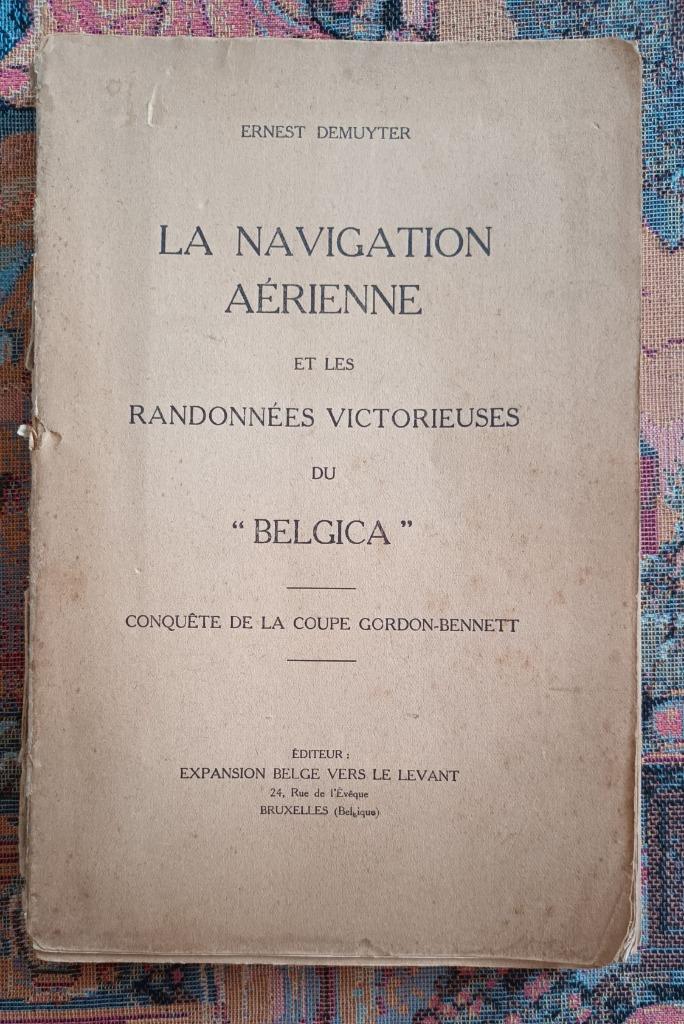 ERNEST DEMUYTER
LA NAVIGATION
AÉRIENNE
ET LES
RANDONNÉES VICTORIEUSES
DU
“ BELGICA ”
CONQUÊTE DE LA COUPE GORDON-BENNETT
ÉDITEUR :
EXPANSION BELGE VERS LE LEVANT
24, Rue de l'Évêque
BRUXELLES (Belgique)